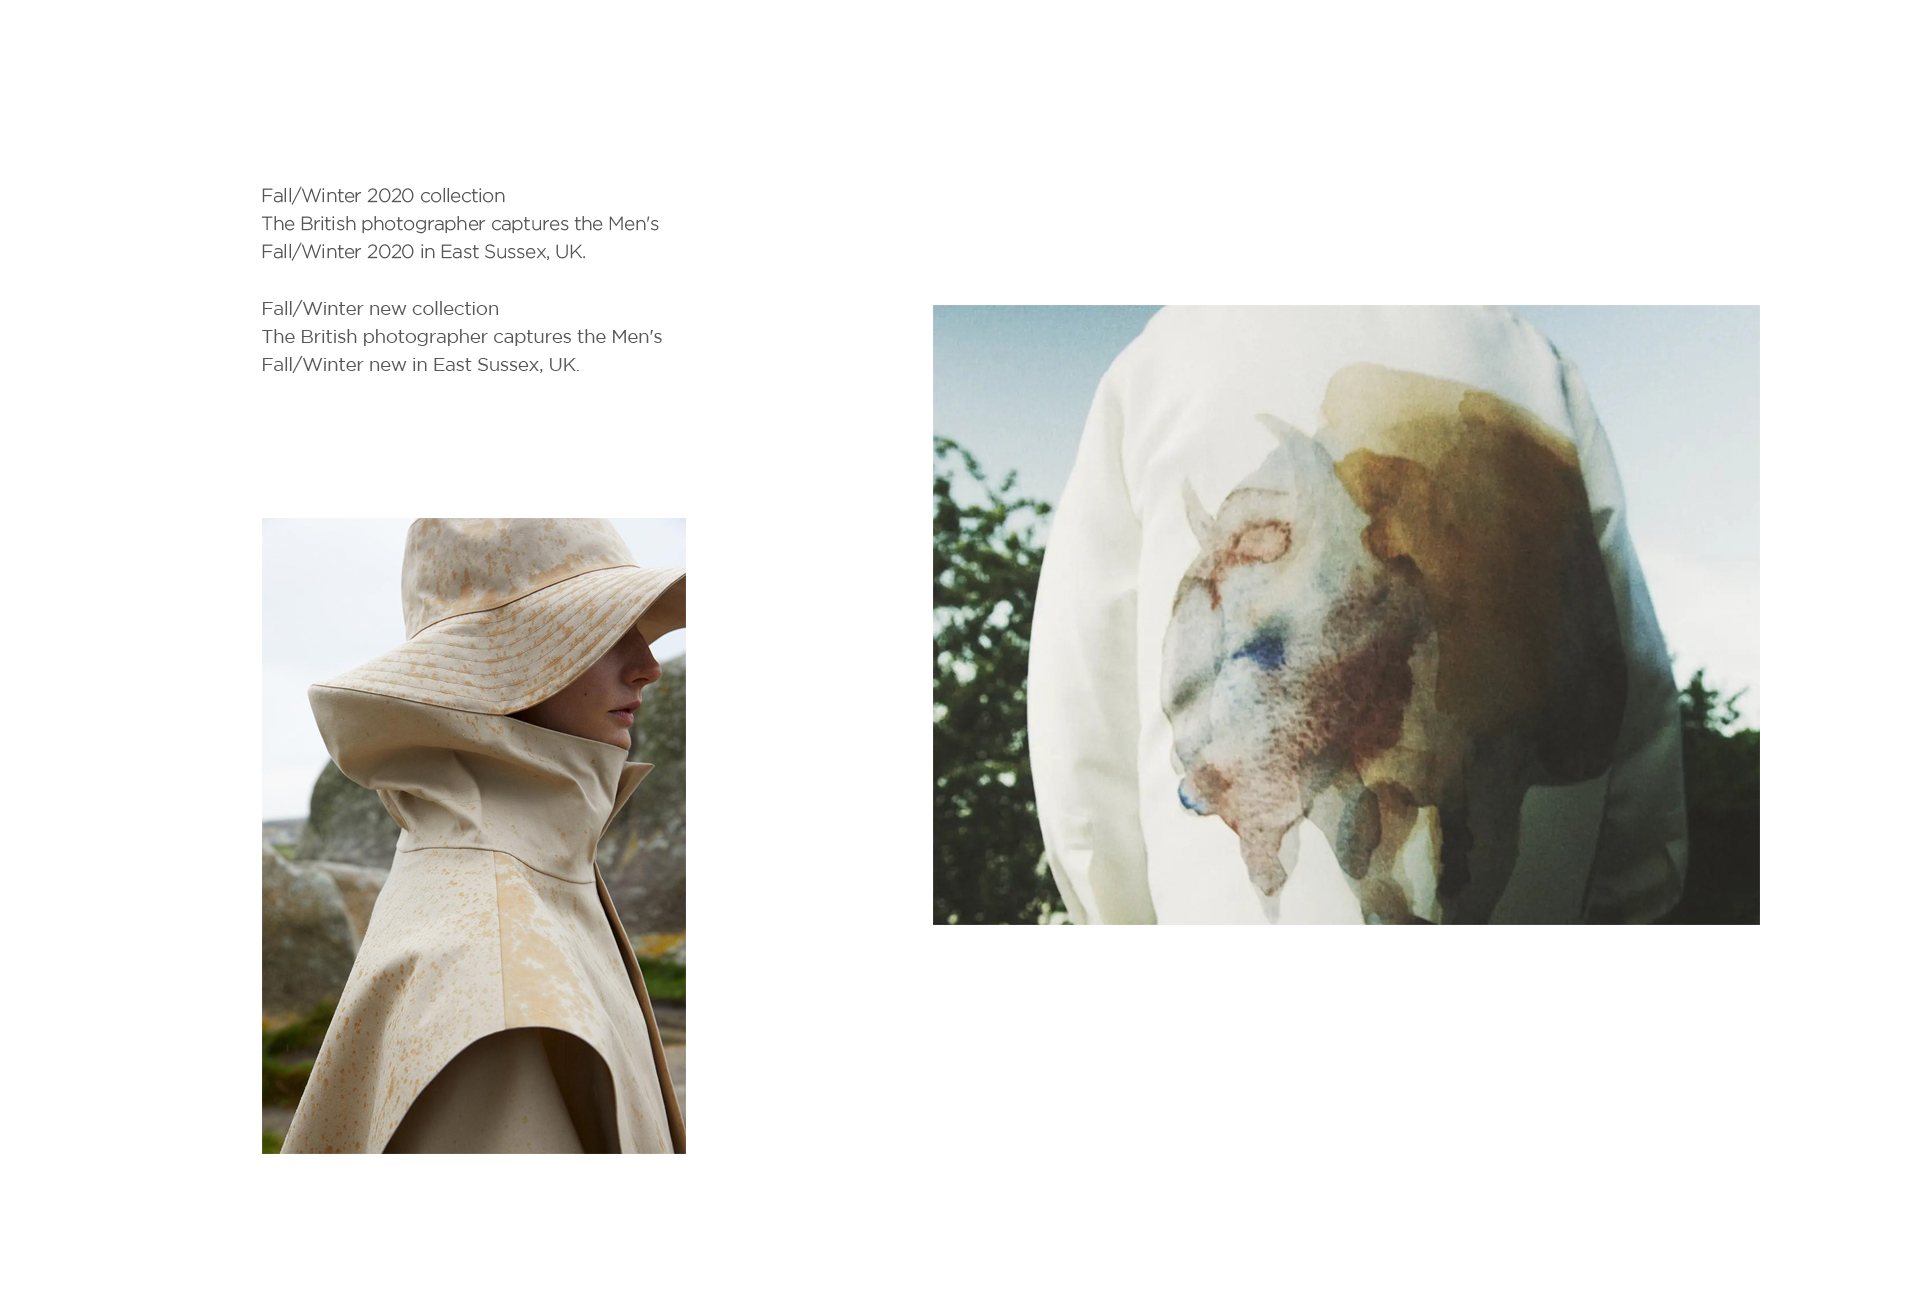 Fall/Winter 2020 collection
The British photographer captures the Men's
Fall/Winter 2020 in East Sussex, UK.
Fall/Winter new collection
The British photographer captures the Men's
Fall/Winter new in East Sussex, UK.